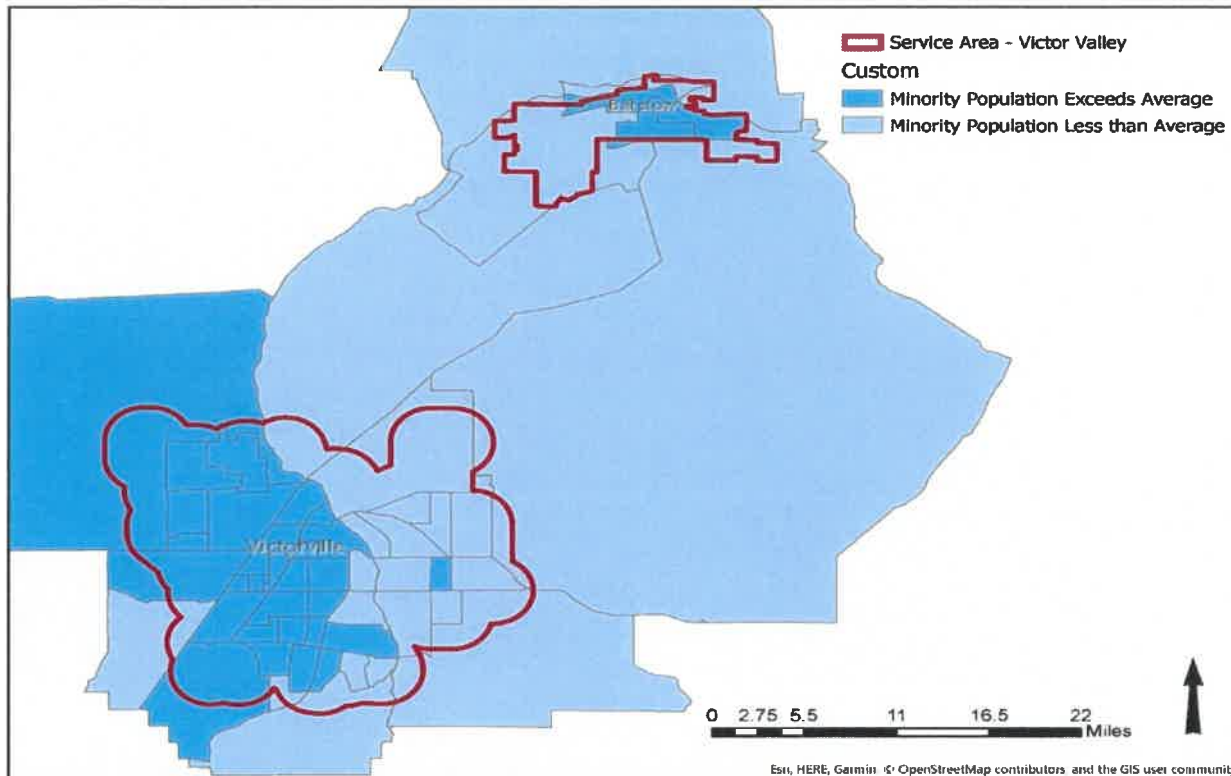 Service Area - Victor Valley
Custom
Minority Population Exceeds Average
Minority Population Less than Average
Barstow
Victorville
0 2.75 5.5 11 16.5 22
Miles
Esri, HERE, Garmin, © OpenStreetMap contributors, and the GIS user communit